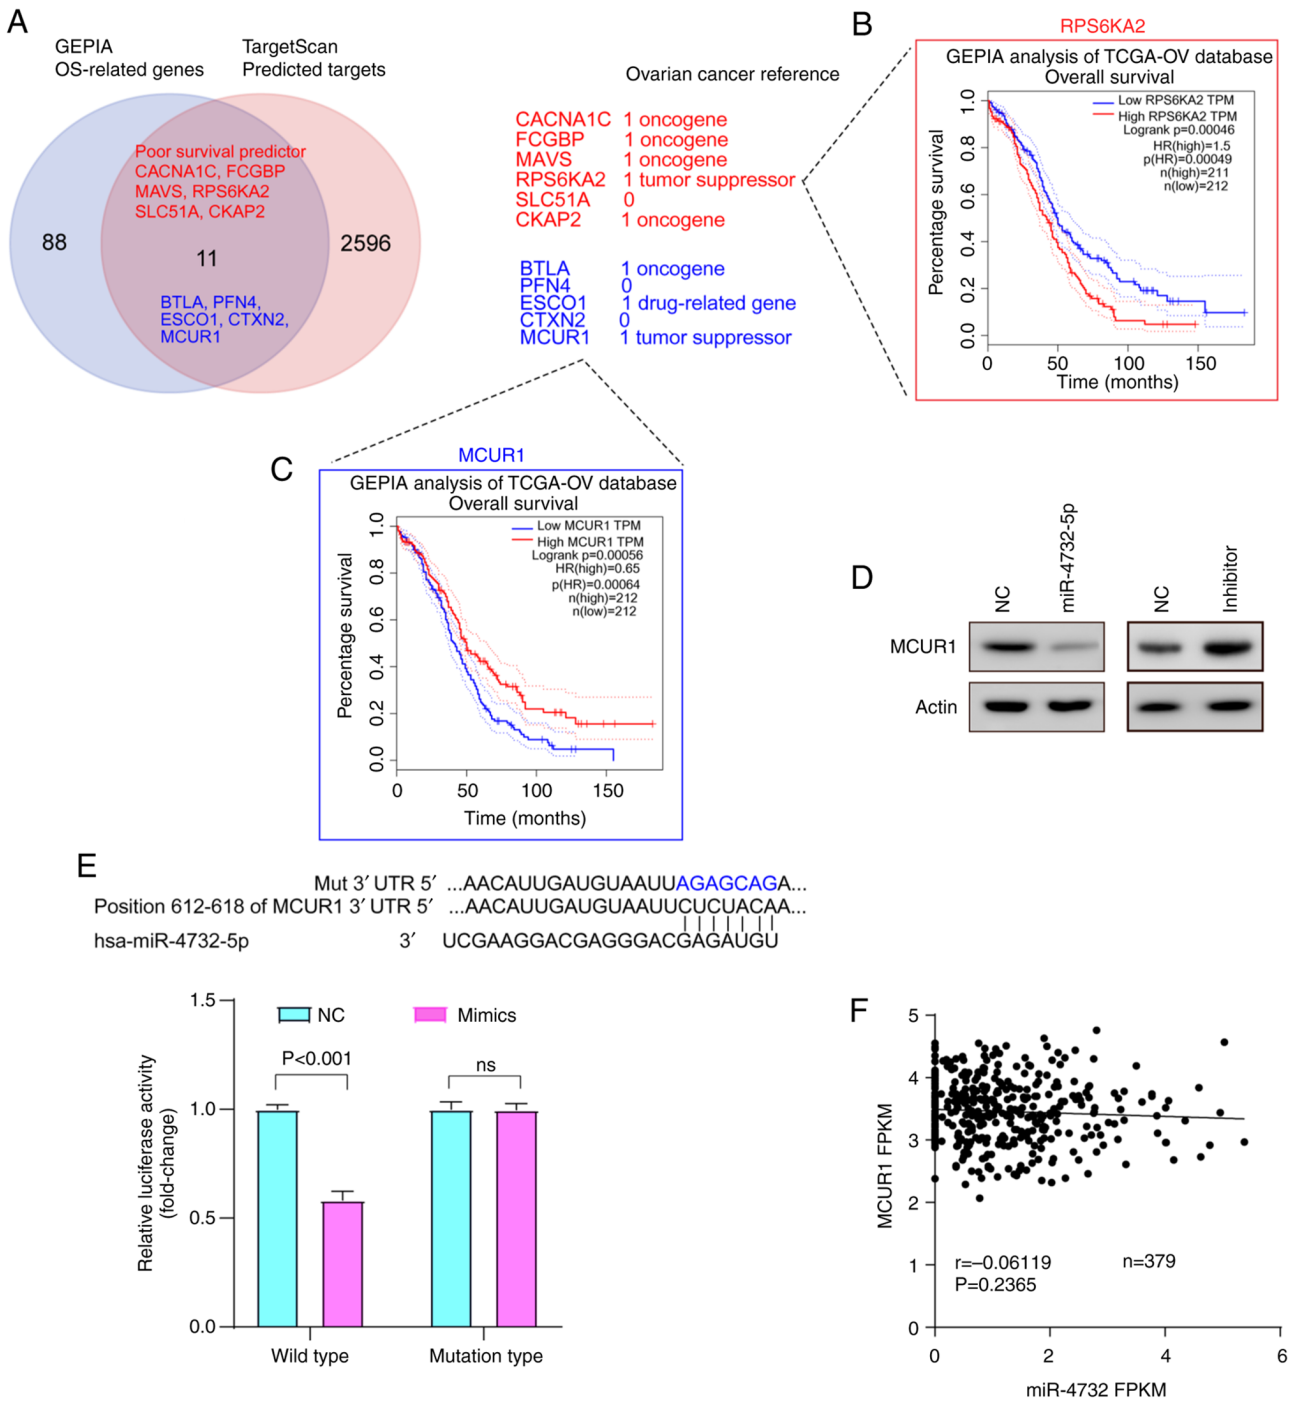 A
GEPIA
OS-related genes
TargetScan
Predicted targets
Poor survival predictor
CACNA1C, FCGBP
MAVS, RPS6KA2
SLC51A, CKAP2
88
11
2596
BTLA, PFN4,
ESCO1, CTXN2,
MCUR1
Ovarian cancer reference
CACNA1C 1 oncogene
FCGBP 1 oncogene
MAVS 1 oncogene
RPS6KA2 1 tumor suppressor
SLC51A 0
CKAP2 1 oncogene
BTLA 1 oncogene
PFN4 0
ESCO1 1 drug-related gene
CTXN2 0
MCUR1 1 tumor suppressor
B
RPS6KA2
GEPIA analysis of TCGA-OV database
Overall survival
Low RPS6KA2 TPM
High RPS6KA2 TPM
Logrank p=0.00046
HR(high)=1.5
p(HR)=0.00049
n(high)=211
n(low)=212
Percentage survival
1.0
0.8
0.6
0.4
0.2
0.0
0 50 100 150
Time (months)
C
MCUR1
GEPIA analysis of TCGA-OV database
Overall survival
Low MCUR1 TPM
High MCUR1 TPM
Logrank p=0.00056
HR(high)=0.65
p(HR)=0.00064
n(high)=212
n(low)=212
Percentage survival
1.0
0.8
0.6
0.4
0.2
0.0
0 50 100 150
Time (months)
D
NC
miR-4732-5p
NC
Inhibitor
MCUR1
Actin
E
Mut 3′ UTR 5′ ...AACAUUGAUGUAAUUAGAGCAGA...
Position 612-618 of MCUR1 3′ UTR 5′ ...AACAUUGAUGUAAUUCUCUACAA...
hsa-miR-4732-5p 3′ UCGAAGGACGAGGGACGAGAUGU
Relative luciferase activity
(fold-change)
1.5
1.0
0.5
0.0
NC
Mimics
P<0.001
ns
Wild type
Mutation type
F
MCUR1 FPKM
5
4
3
2
1
0
r=–0.06119
P=0.2365
n=379
0 2 4 6
miR-4732 FPKM